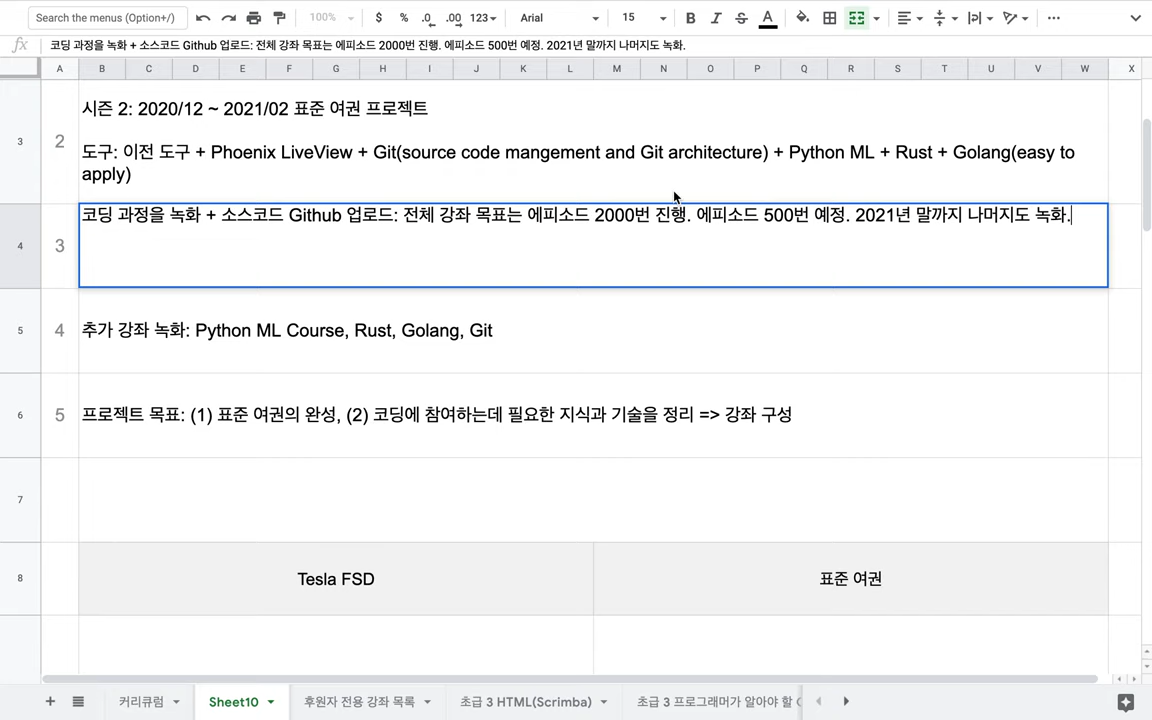 Search the menus (Option+/)
100%
$ % .0 .00 123
Arial
15
B I S A
fx
코딩 과정을 녹화 + 소스코드 Github 업로드: 전체 강좌 목표는 에피소드 2000번 진행. 에피소드 500번 예정. 2021년 말까지 나머지도 녹화.
A B C D E F G H I J K L M N O P Q R S T U V W X
시즌 2: 2020/12 ~ 2021/02 표준 여권 프로젝트
3
2
도구: 이전 도구 + Phoenix LiveView + Git(source code mangement and Git architecture) + Python ML + Rust + Golang(easy to
apply)
코딩 과정을 녹화 + 소스코드 Github 업로드: 전체 강좌 목표는 에피소드 2000번 진행. 에피소드 500번 예정. 2021년 말까지 나머지도 녹화.
4
3
5
4
추가 강좌 녹화: Python ML Course, Rust, Golang, Git
6
5
프로젝트 목표: (1) 표준 여권의 완성, (2) 코딩에 참여하는데 필요한 지식과 기술을 정리 => 강좌 구성
7
8
Tesla FSD
표준 여권
커리큐럼
Sheet10
후원자 전용 강좌 목록
초급 3 HTML(Scrimba)
초급 3 프로그래머가 알아야 할